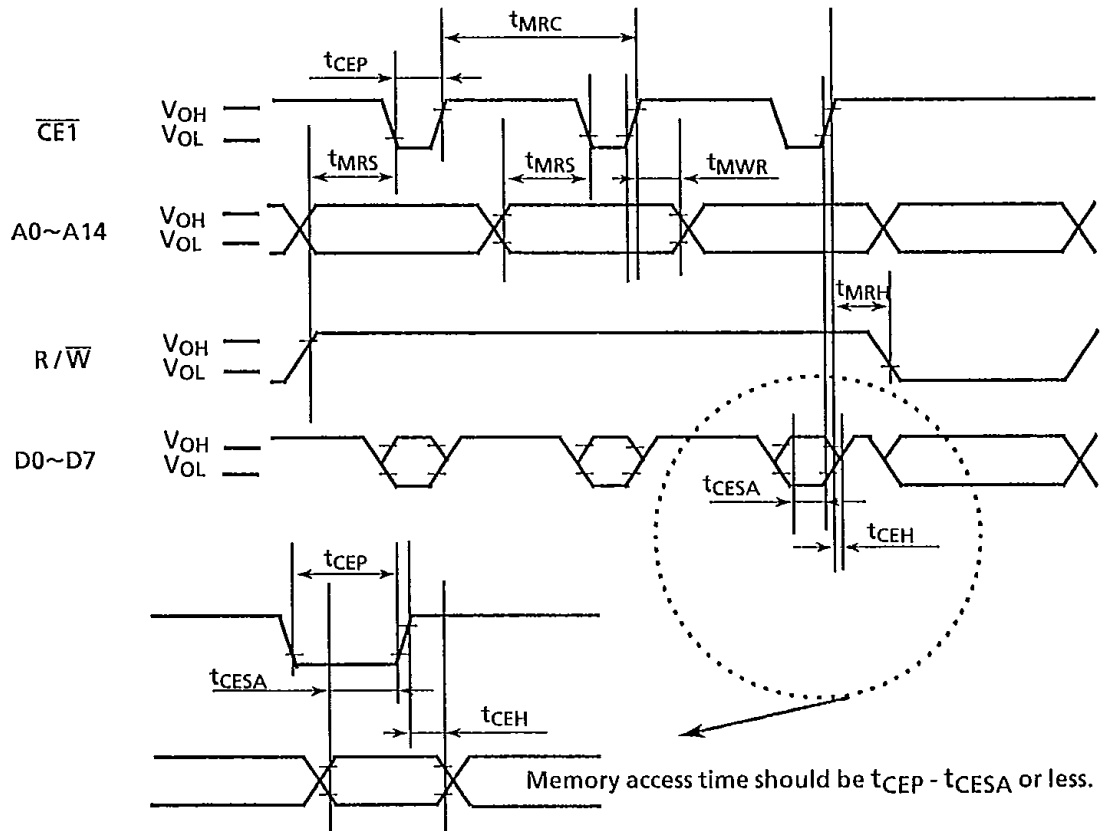 tMRC
tCEP
CE1
VOH
VOL
tMRS
tMRS
tMWR
A0~A14
VOH
VOL
tMRH
R/W
VOH
VOL
D0~D7
VOH
VOL
tCESA
tCEH
tCEP
tCESA
tCEH
Memory access time should be tCEP - tCESA or less.